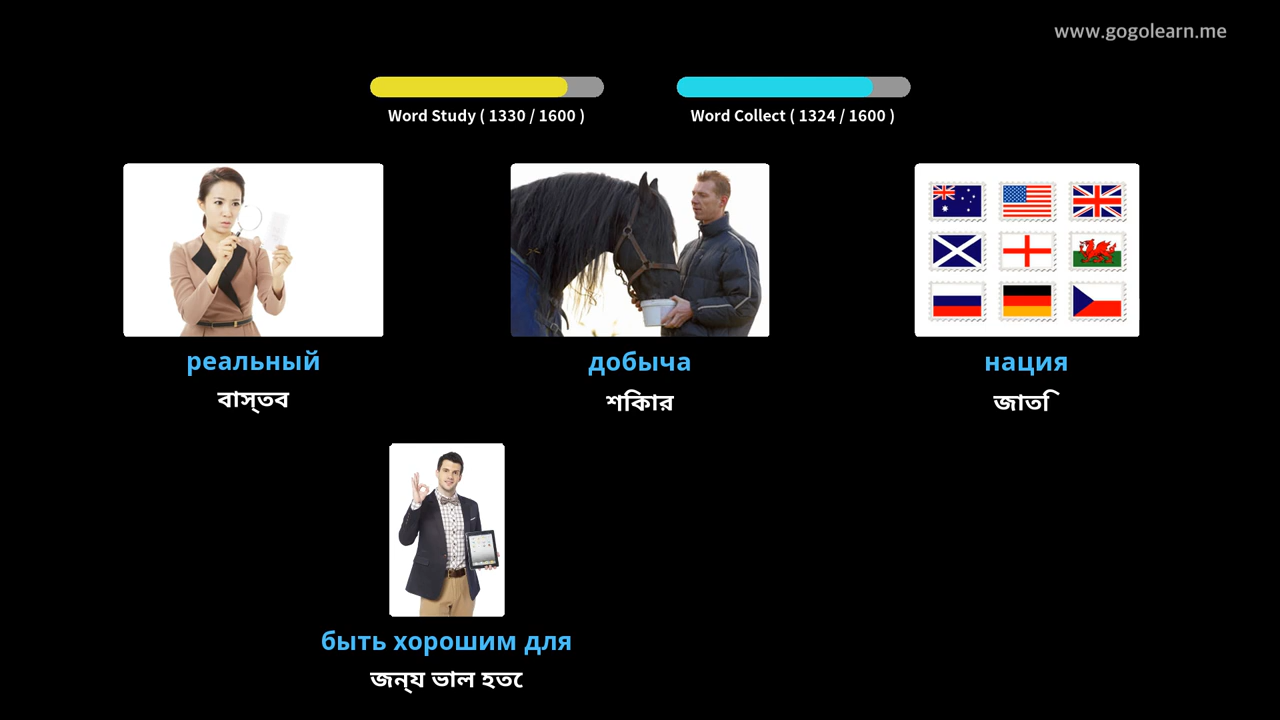 www.gogolearn.me
Word Study ( 1330 / 1600 )
Word Collect ( 1324 / 1600 )
реальный
বাস্তব
добыча
শিকার
нация
জাতি
быть хорошим для
জন্য ভাল হতে